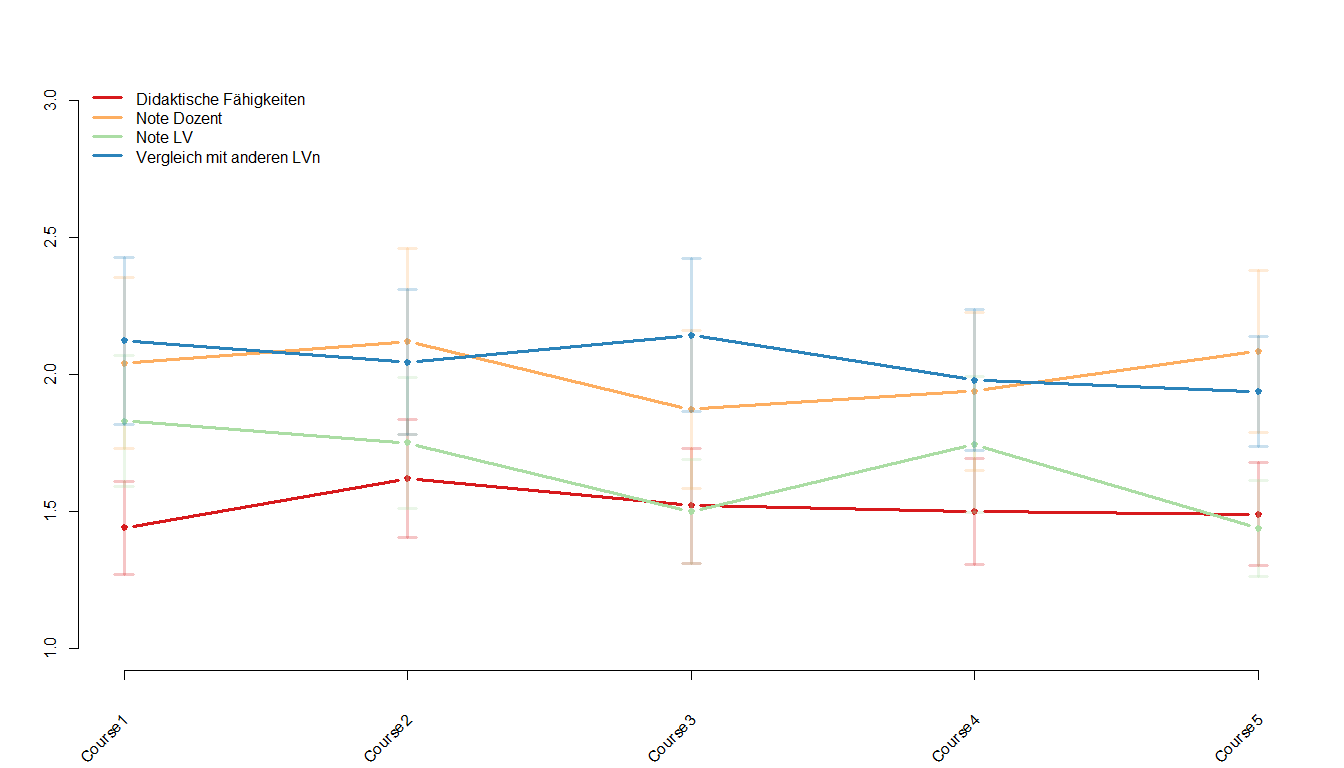 3.0
Didaktische Fähigkeiten
Note Dozent
Note LV
Vergleich mit anderen LVn
2.5
2.0
1.5
1.0
Course 1
Course 2
Course 3
Course 4
Course 5